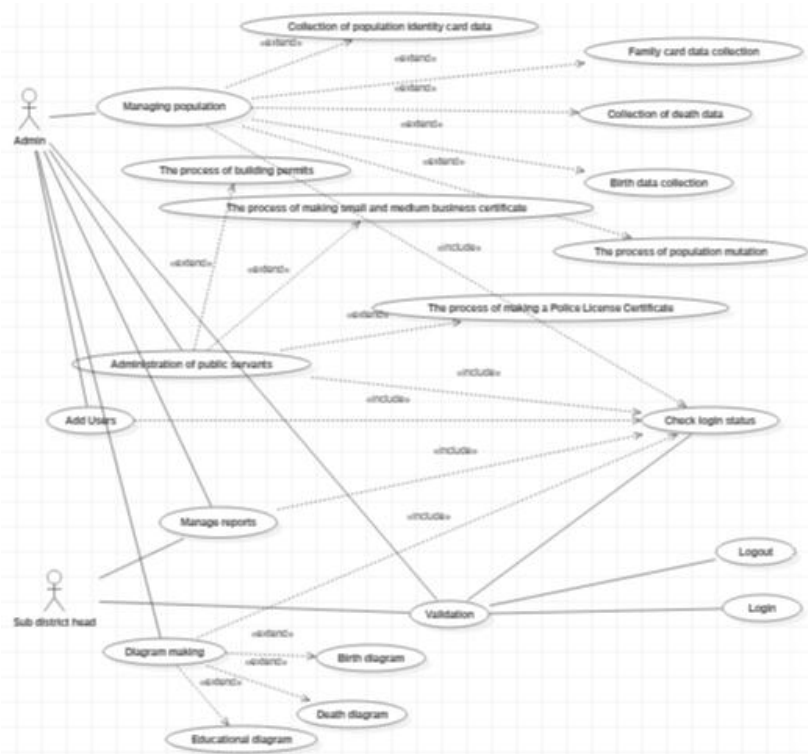 Collection of population identity card data
«extend»
Family card data collection
«extend»
«extend»
Managing population
Collection of death data
«extend»
Admin
«extend»
The process of building permits
Birth data collection
The process of making small and medium business certificate
«include»
The process of population mutation
«extend»
«extend»
The process of making a Police License Certificate
«extend»
Administration of public servants
«include»
«include»
Add Users
Check login status
«include»
Manage reports
«include»
Logout
Login
Validation
Sub district head
«extend»
Diagram making
«extend»
Birth diagram
«extend»
Death diagram
Educational diagram